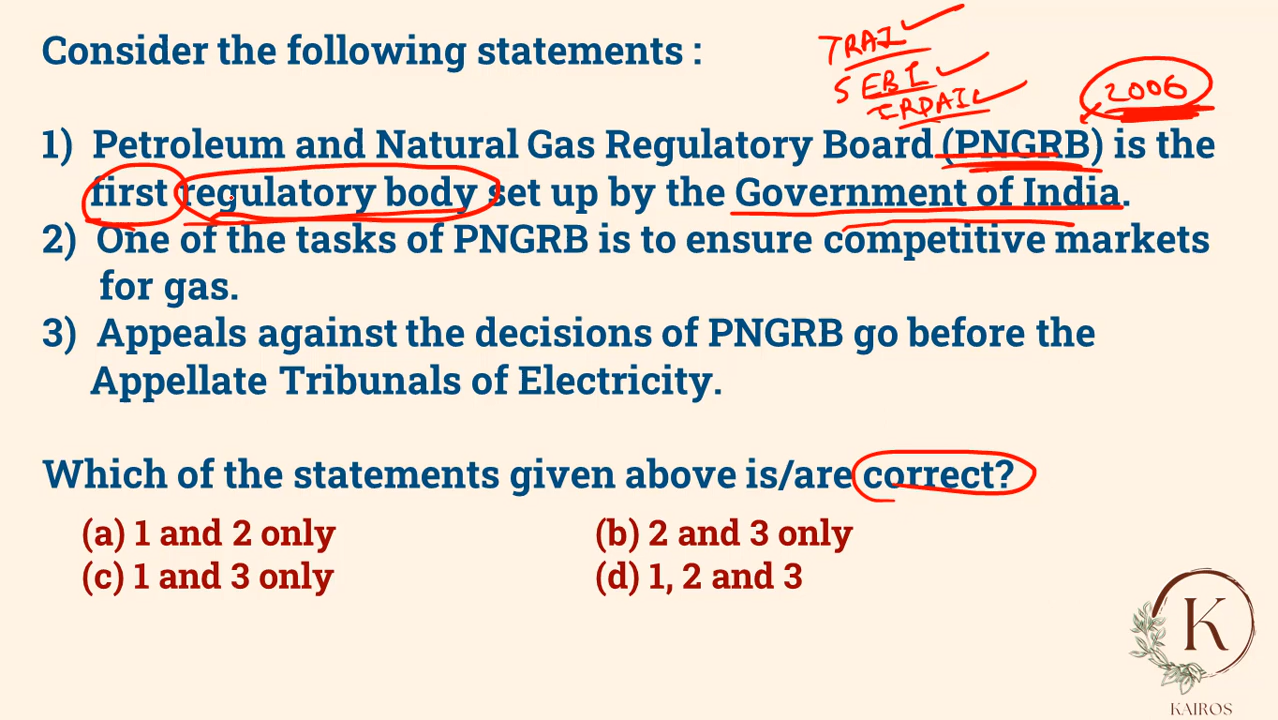 Consider the following statements :
TRAI
SEBI
IRDAI
2006
1) Petroleum and Natural Gas Regulatory Board (PNGRB) is the
first regulatory body set up by the Government of India.
2) One of the tasks of PNGRB is to ensure competitive markets
for gas.
3) Appeals against the decisions of PNGRB go before the
Appellate Tribunals of Electricity.
Which of the statements given above is/are correct?
(a) 1 and 2 only
(b) 2 and 3 only
(c) 1 and 3 only
(d) 1, 2 and 3
K
KAIROS